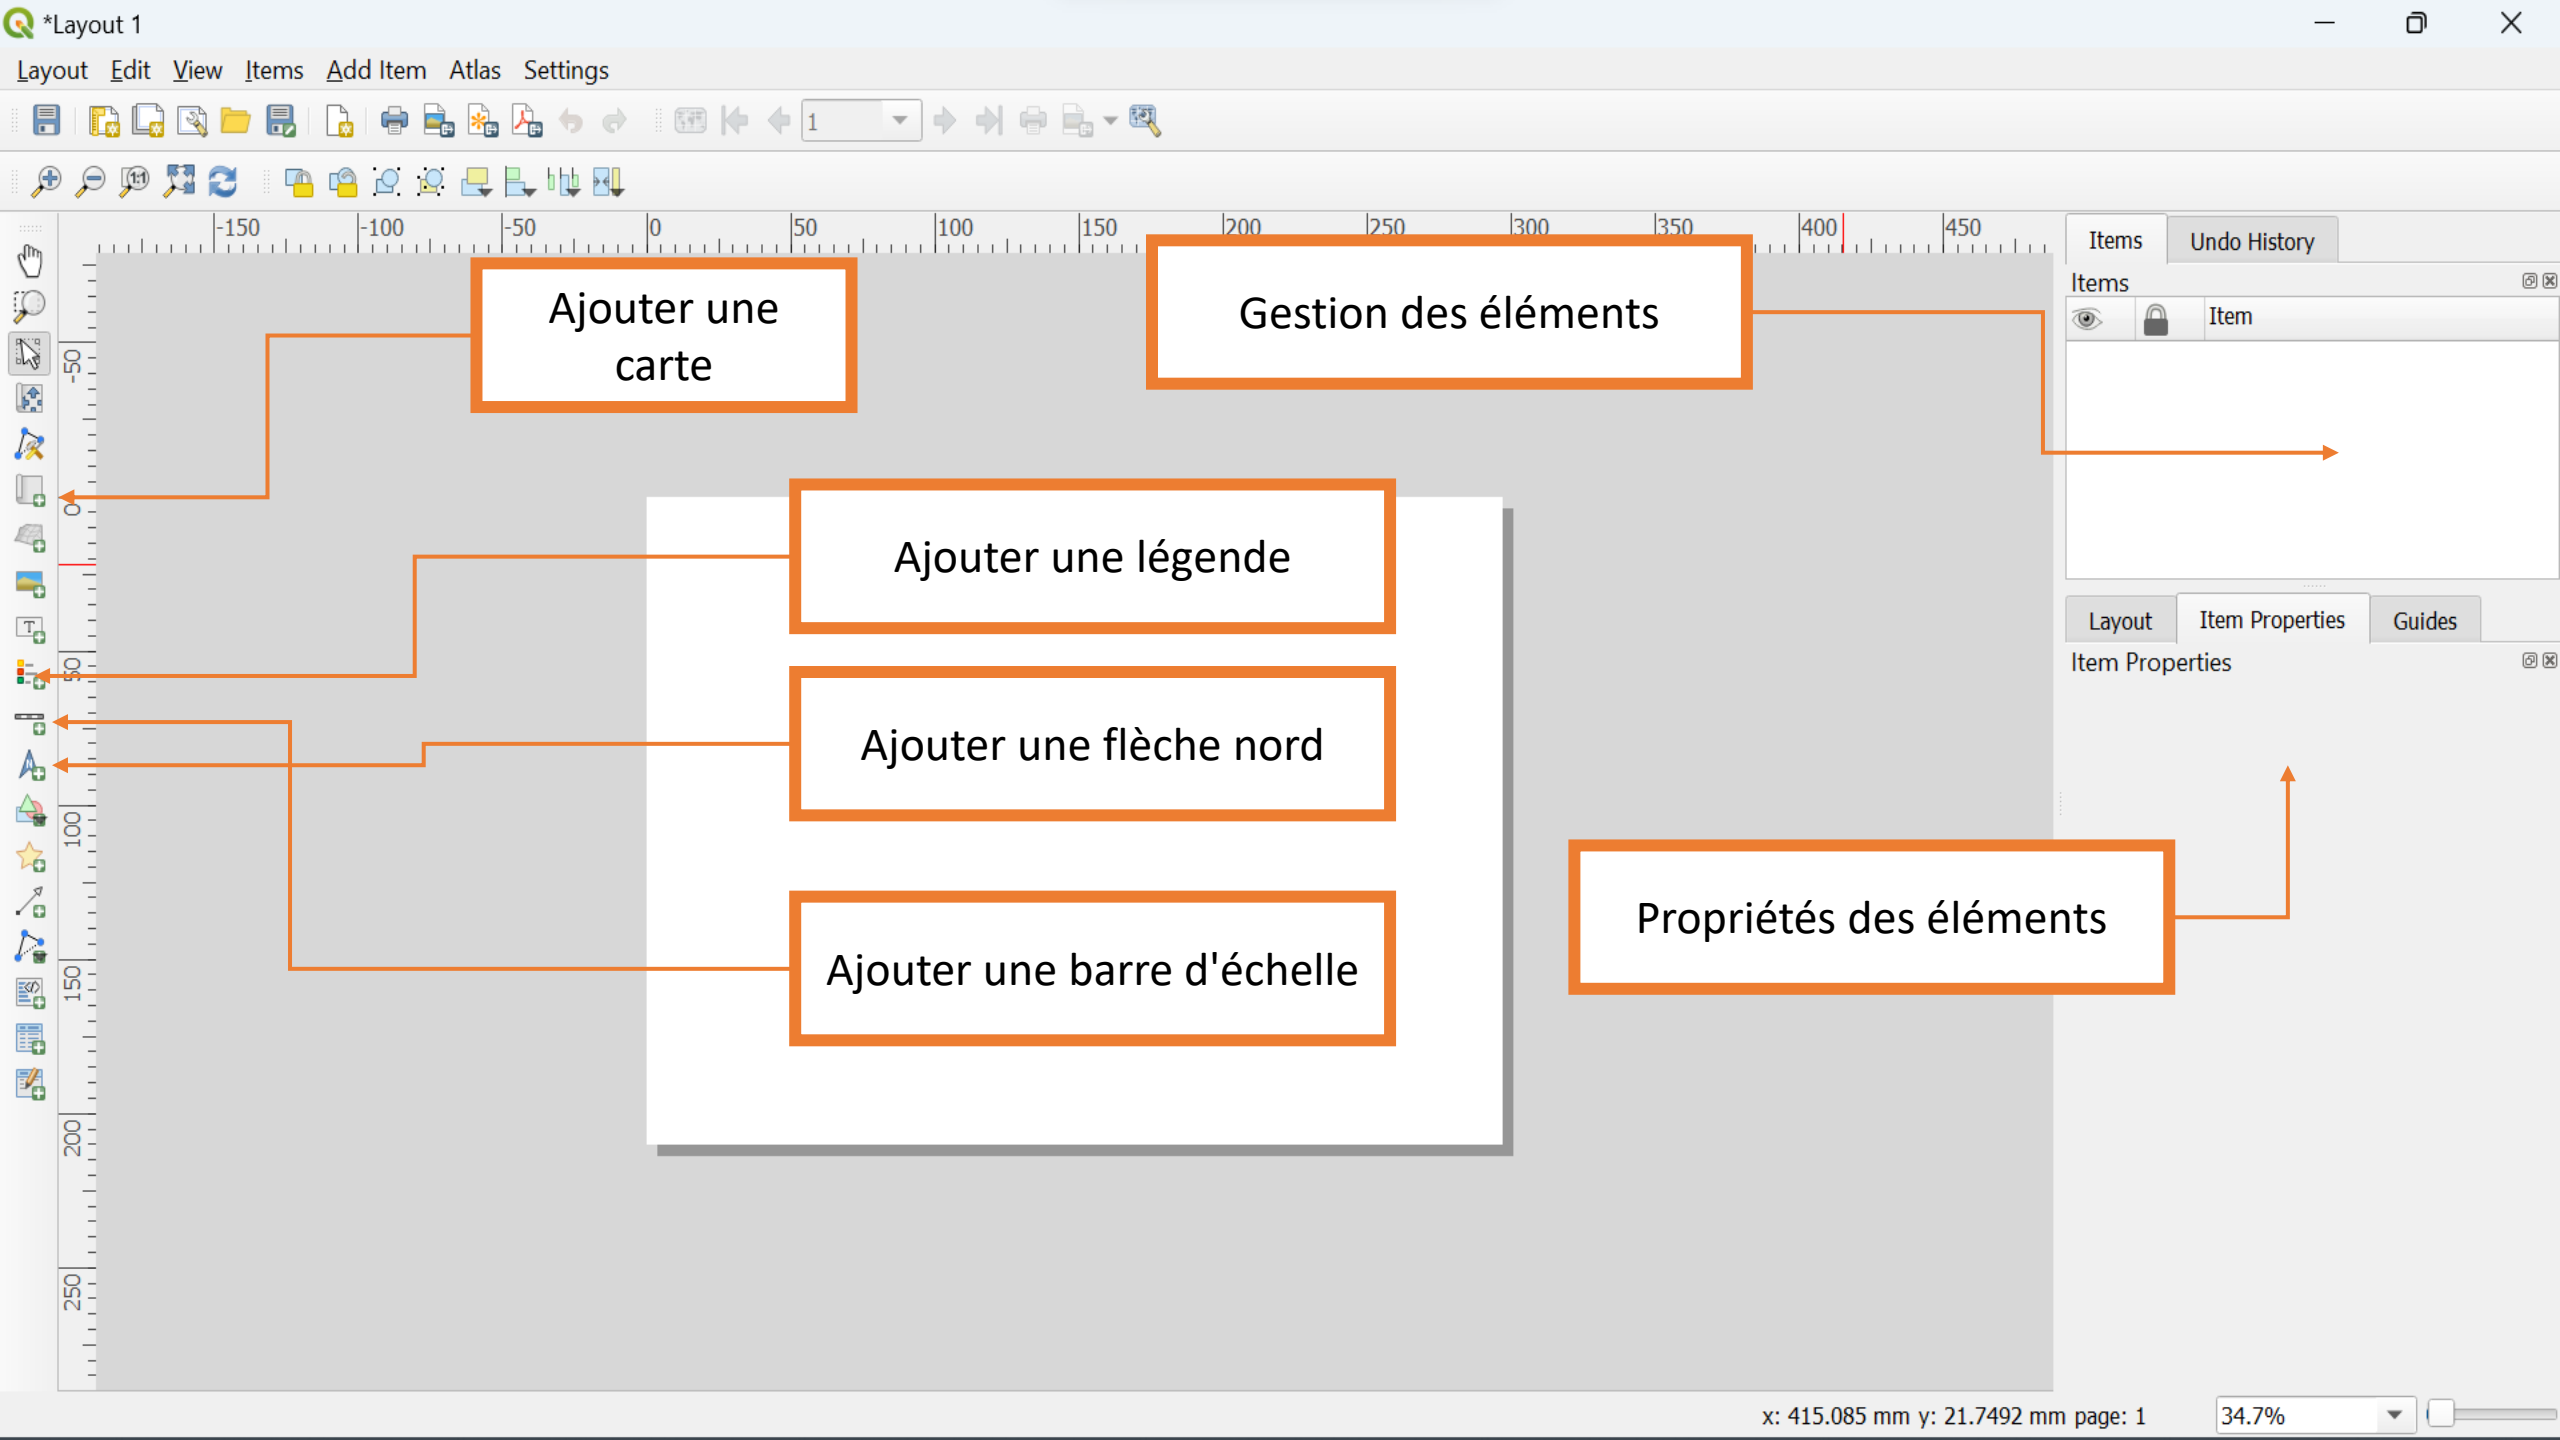 *Layout 1
Layout Edit View Items Add Item Atlas Settings
1
-150 -100 -50 0 50 100 150 200 250 300 350 400 450
Items Undo History
Items
Item
Ajouter une
carte
Gestion des éléments
-50
0
50
100
150
200
250
Ajouter une légende
Layout Item Properties Guides
Item Properties
Ajouter une flèche nord
Propriétés des éléments
Ajouter une barre d'échelle
x: 415.085 mm y: 21.7492 mm page: 1
34.7%